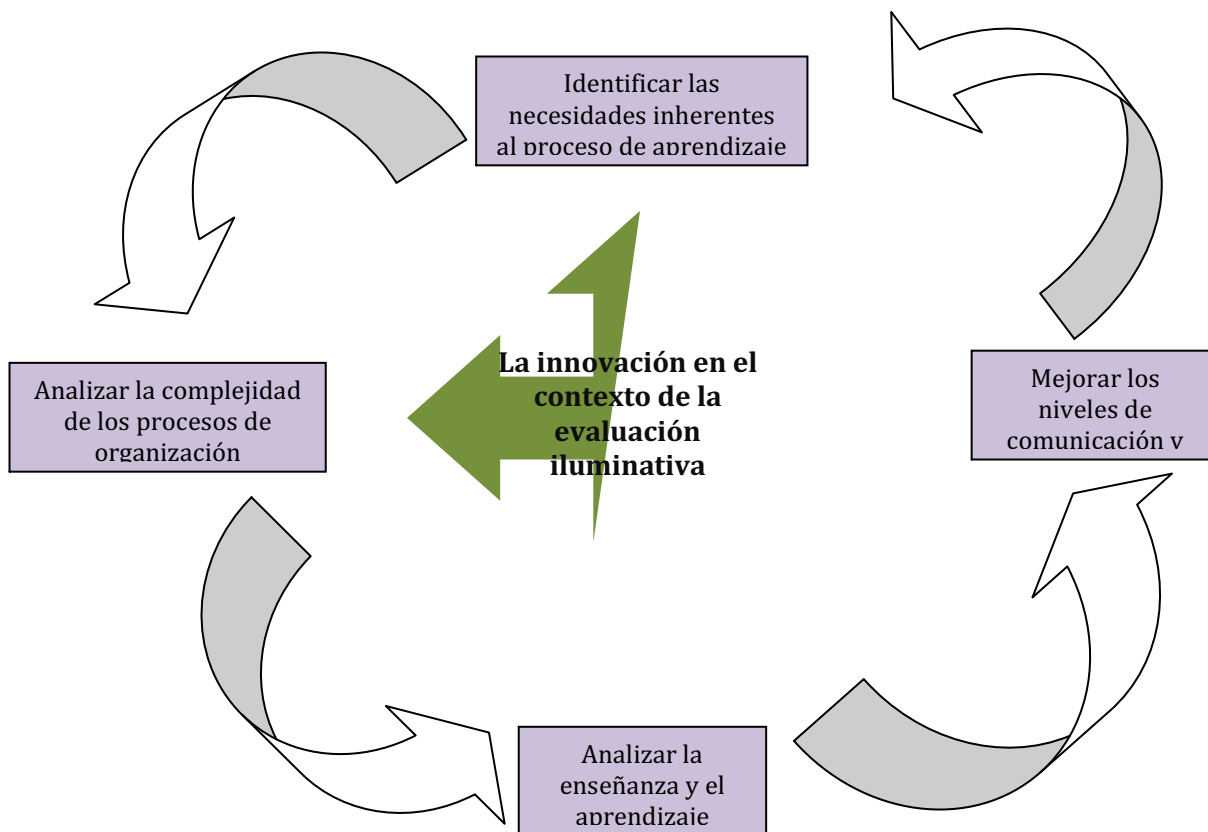 Identificar las
necesidades inherentes
al proceso de aprendizaje
La innovación en el
contexto de la
evaluación
iluminativa
Analizar la complejidad
de los procesos de
organización
Mejorar los
niveles de
comunicación y
Analizar la
enseñanza y el
aprendizaje